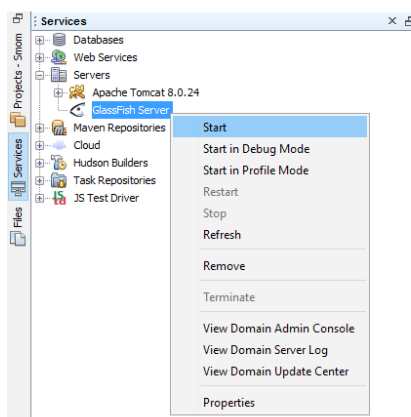 Services
Databases
Web Services
Servers
Apache Tomcat 8.0.24
GlassFish Server
Maven Repositories
Cloud
Hudson Builders
Task Repositories
JS Test Driver
Projects - Smom
Services
Files
Start
Start in Debug Mode
Start in Profile Mode
Restart
Stop
Refresh
Remove
Terminate
View Domain Admin Console
View Domain Server Log
View Domain Update Center
Properties